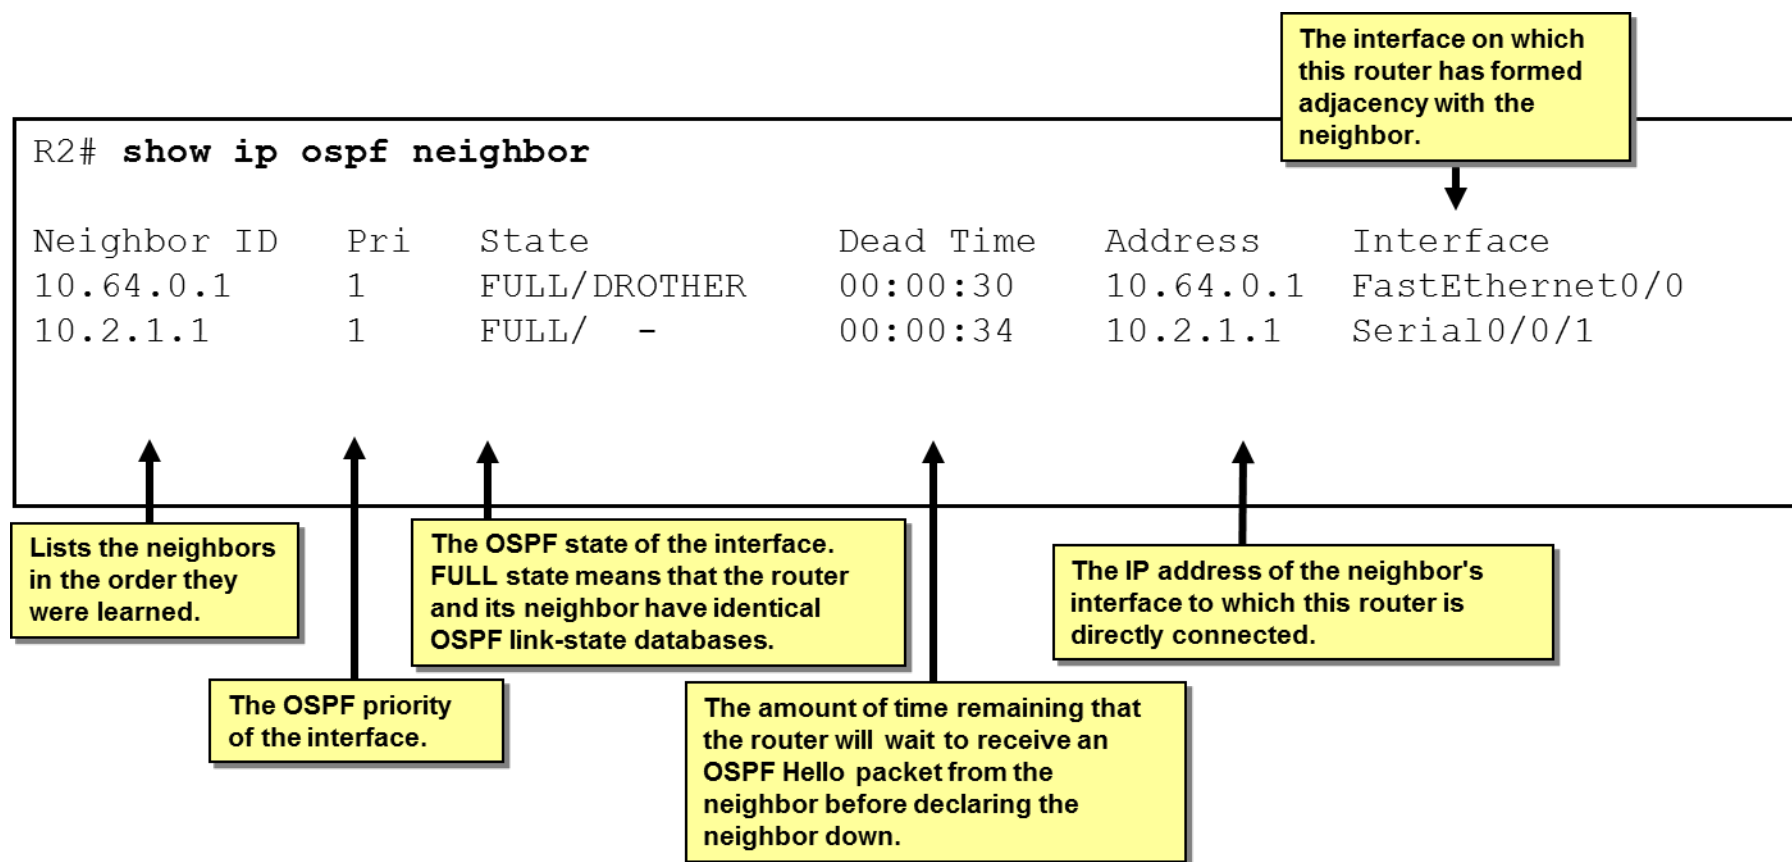 The interface on which
this router has formed
adjacency with the
neighbor.
R2# show ip ospf neighbor
Neighbor ID Pri State Dead Time Address Interface
10.64.0.1 1 FULL/DROTHER 00:00:30 10.64.0.1 FastEthernet0/0
10.2.1.1 1 FULL/ - 00:00:34 10.2.1.1 Serial0/0/1
Lists the neighbors
in the order they
were learned.
The OSPF state of the interface.
FULL state means that the router
and its neighbor have identical
OSPF link-state databases.
The IP address of the neighbor's
interface to which this router is
directly connected.
The OSPF priority
of the interface.
The amount of time remaining that
the router will wait to receive an
OSPF Hello packet from the
neighbor before declaring the
neighbor down.